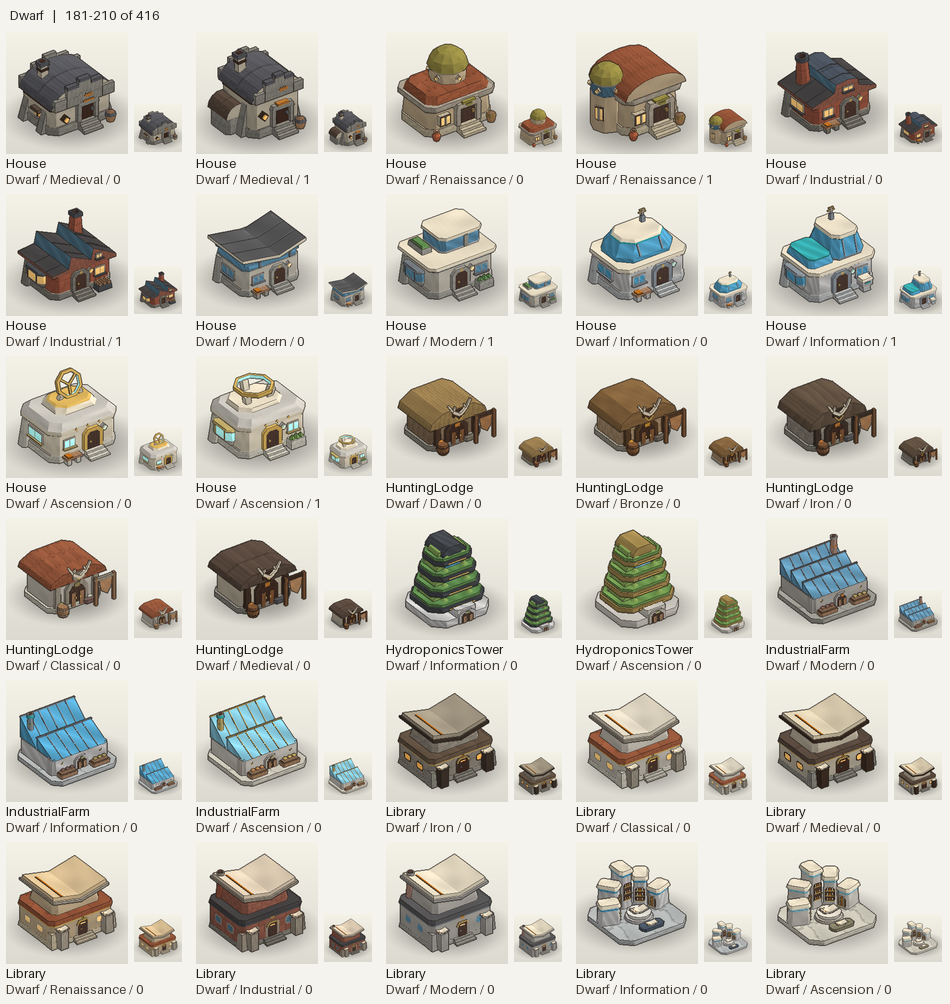 Dwarf | 181-210 of 416
House
Dwarf / Medieval / 0
House
Dwarf / Medieval / 1
House
Dwarf / Renaissance / 0
House
Dwarf / Renaissance / 1
House
Dwarf / Industrial / 0
House
Dwarf / Industrial / 1
House
Dwarf / Modern / 0
House
Dwarf / Modern / 1
House
Dwarf / Information / 0
House
Dwarf / Information / 1
House
Dwarf / Ascension / 0
House
Dwarf / Ascension / 1
HuntingLodge
Dwarf / Dawn / 0
HuntingLodge
Dwarf / Bronze / 0
HuntingLodge
Dwarf / Iron / 0
HuntingLodge
Dwarf / Classical / 0
HuntingLodge
Dwarf / Medieval / 0
HydroponicsTower
Dwarf / Information / 0
HydroponicsTower
Dwarf / Ascension / 0
IndustrialFarm
Dwarf / Modern / 0
IndustrialFarm
Dwarf / Information / 0
IndustrialFarm
Dwarf / Ascension / 0
Library
Dwarf / Iron / 0
Library
Dwarf / Classical / 0
Library
Dwarf / Medieval / 0
Library
Dwarf / Renaissance / 0
Library
Dwarf / Industrial / 0
Library
Dwarf / Modern / 0
Library
Dwarf / Information / 0
Library
Dwarf / Ascension / 0